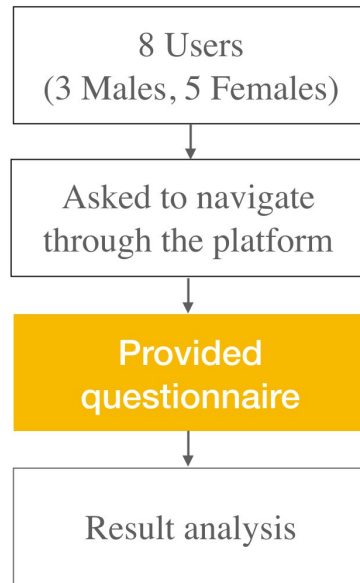 8 Users
(3 Males, 5 Females)
Asked to navigate
through the platform
Provided
questionnaire
Result analysis